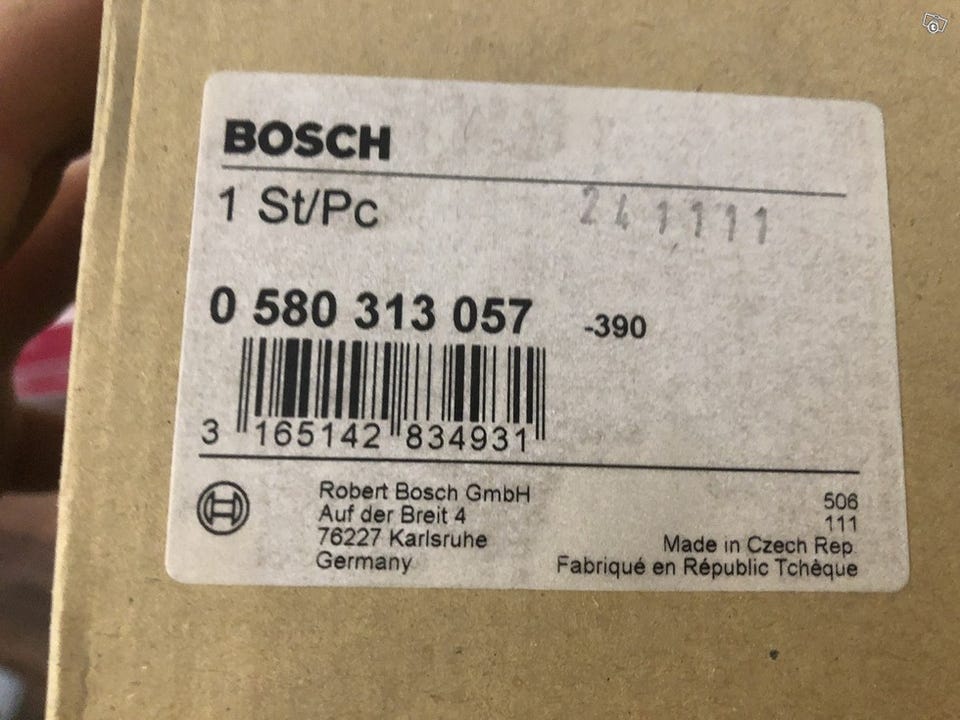 BOSCH
1 St/Pc
241111
0 580 313 057 -390
3 165142 834931
Robert Bosch GmbH
Auf der Breit 4
76227 Karlsruhe
Germany
506
111
Made in Czech Rep.
Fabriqué en Républic Tchèque